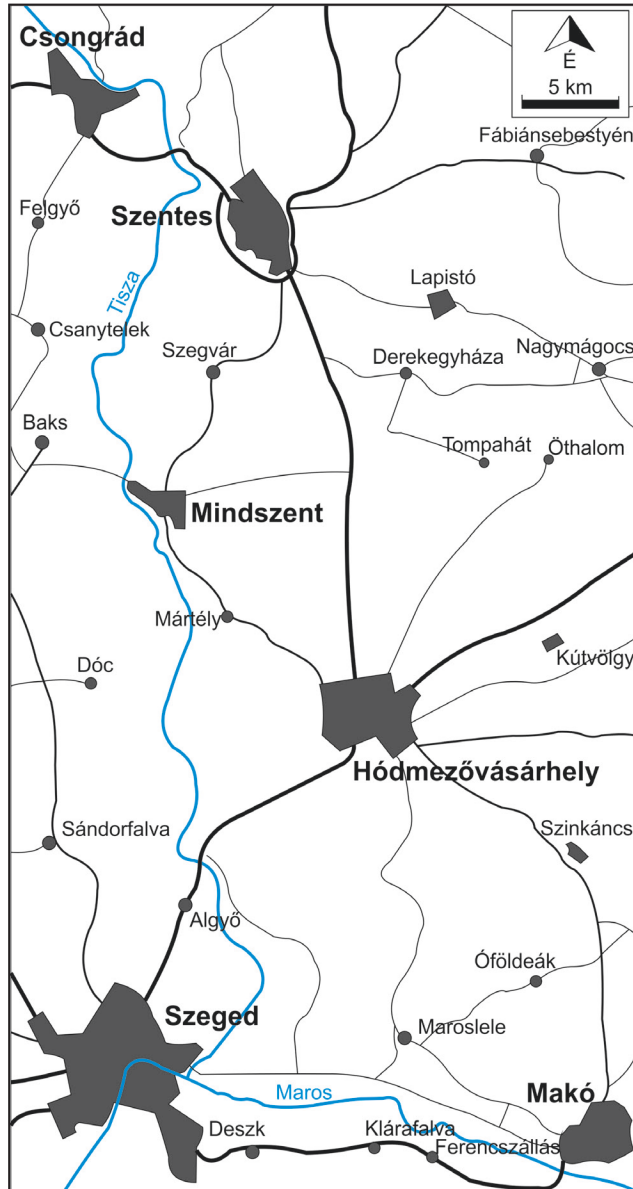 Csongrád
É
5 km
Fábiánsebestyén
Felgyő
Szentes
Tisza
Lapistó
Csanytelek
Szegvár
Derekegyháza
Nagymágocs
Baks
Tompahát
Öthalom
Mindszent
Mártély
Dóc
Kútvölgy
Hódmezővásárhely
Sándorfalva
Szinkáncs
Algyő
Óföldeák
Szeged
Maroslele
Maros
Makó
Deszk
Klárafalva
Ferencszállás